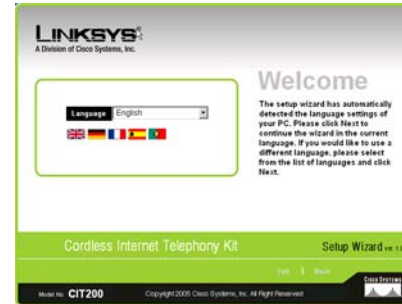 LINKSYS®
A Division of Cisco Systems, Inc.
Welcome
The setup wizard has automatically
detected the language settings of
your PC. Please click Next to
continue the wizard in the current
language. If you would like to use a
different language, please select
from the list of languages and click
Next.
Language English
Cordless Internet Telephony Kit
Setup Wizard
Exit | Next
Model No. CIT200
Copyright 2005 Cisco Systems, Inc. All Right Reserved
Cisco Systems